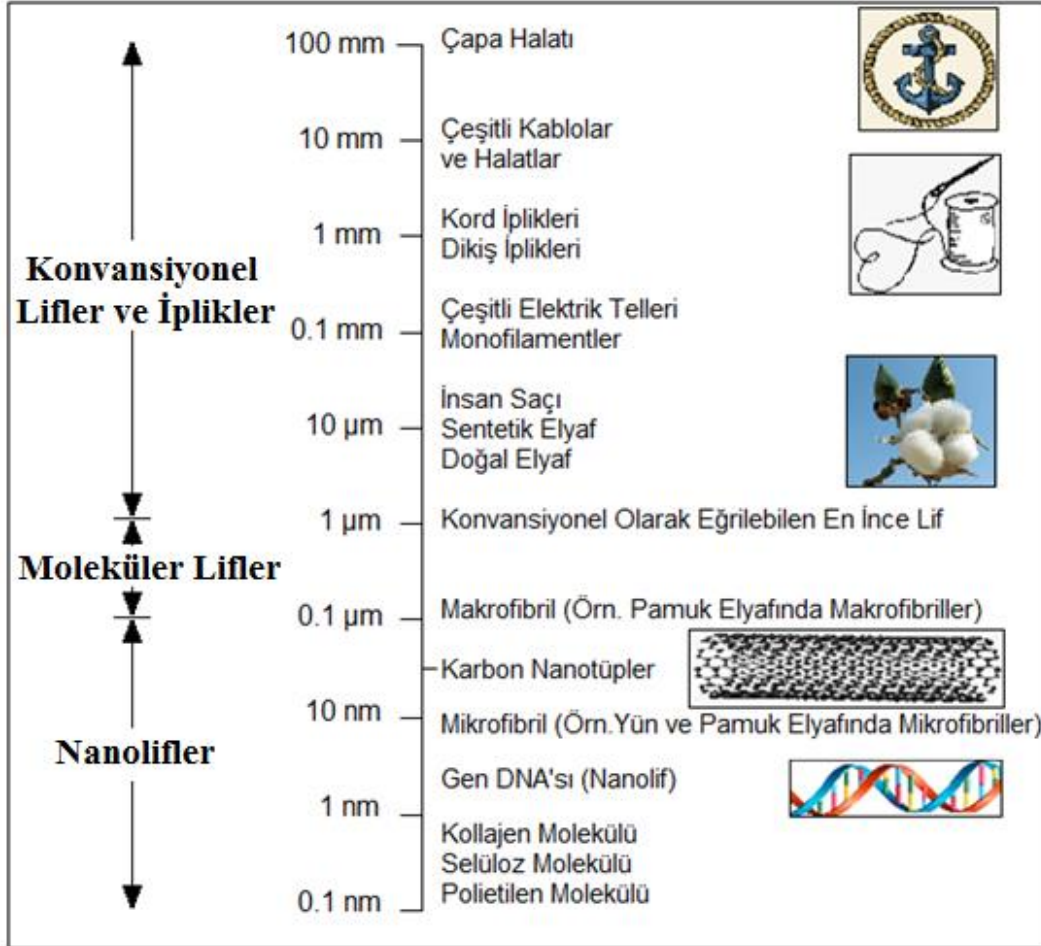 100 mm
Çapa Halatı
10 mm
Çeşitli Kablolar
ve Halatlar
1 mm
Kord İplikleri
Dikiş İplikleri
Konvansiyonel
Lifler ve İplikler
0.1 mm
Çeşitli Elektrik Telleri
Monofilamentler
10 µm
İnsan Saçı
Sentetik Elyaf
Doğal Elyaf
1 µm
Konvansiyonel Olarak Eğrilebilen En İnce Lif
Moleküler Lifler
0.1 µm
Makrofibril (Örn. Pamuk Elyafında Makrofibriller)
Karbon Nanotüpler
10 nm
Mikrofibril (Örn.Yün ve Pamuk Elyafında Mikrofibriller)
Nanolifler
Gen DNA'sı (Nanolif)
1 nm
Kollajen Molekülü
Selüloz Molekülü
Polietilen Molekülü
0.1 nm